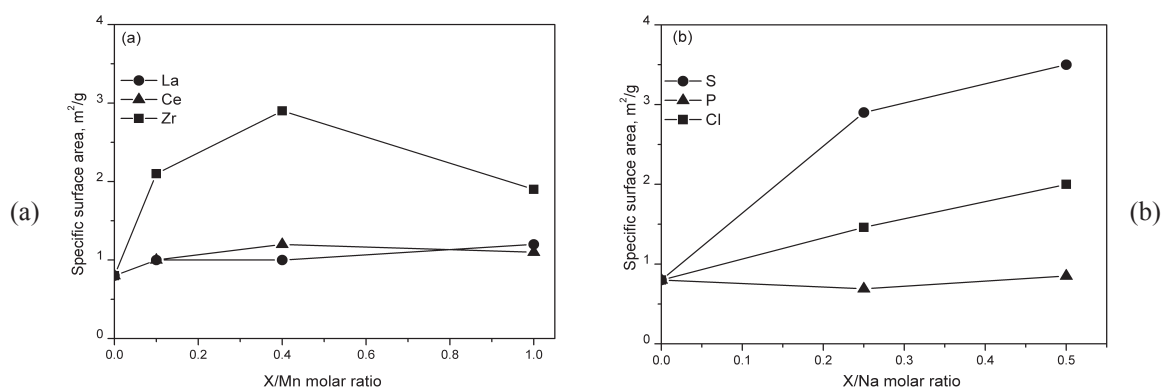 (a)
(a)
La
Ce
Zr
Specific surface area, m²/g
4
3
2
1
0
0.0 0.2 0.4 0.6 0.8 1.0
X/Mn molar ratio
(b)
S
P
Cl
Specific surface area, m²/g
4
3
2
1
0
0.0 0.1 0.2 0.3 0.4 0.5
X/Na molar ratio
(b)